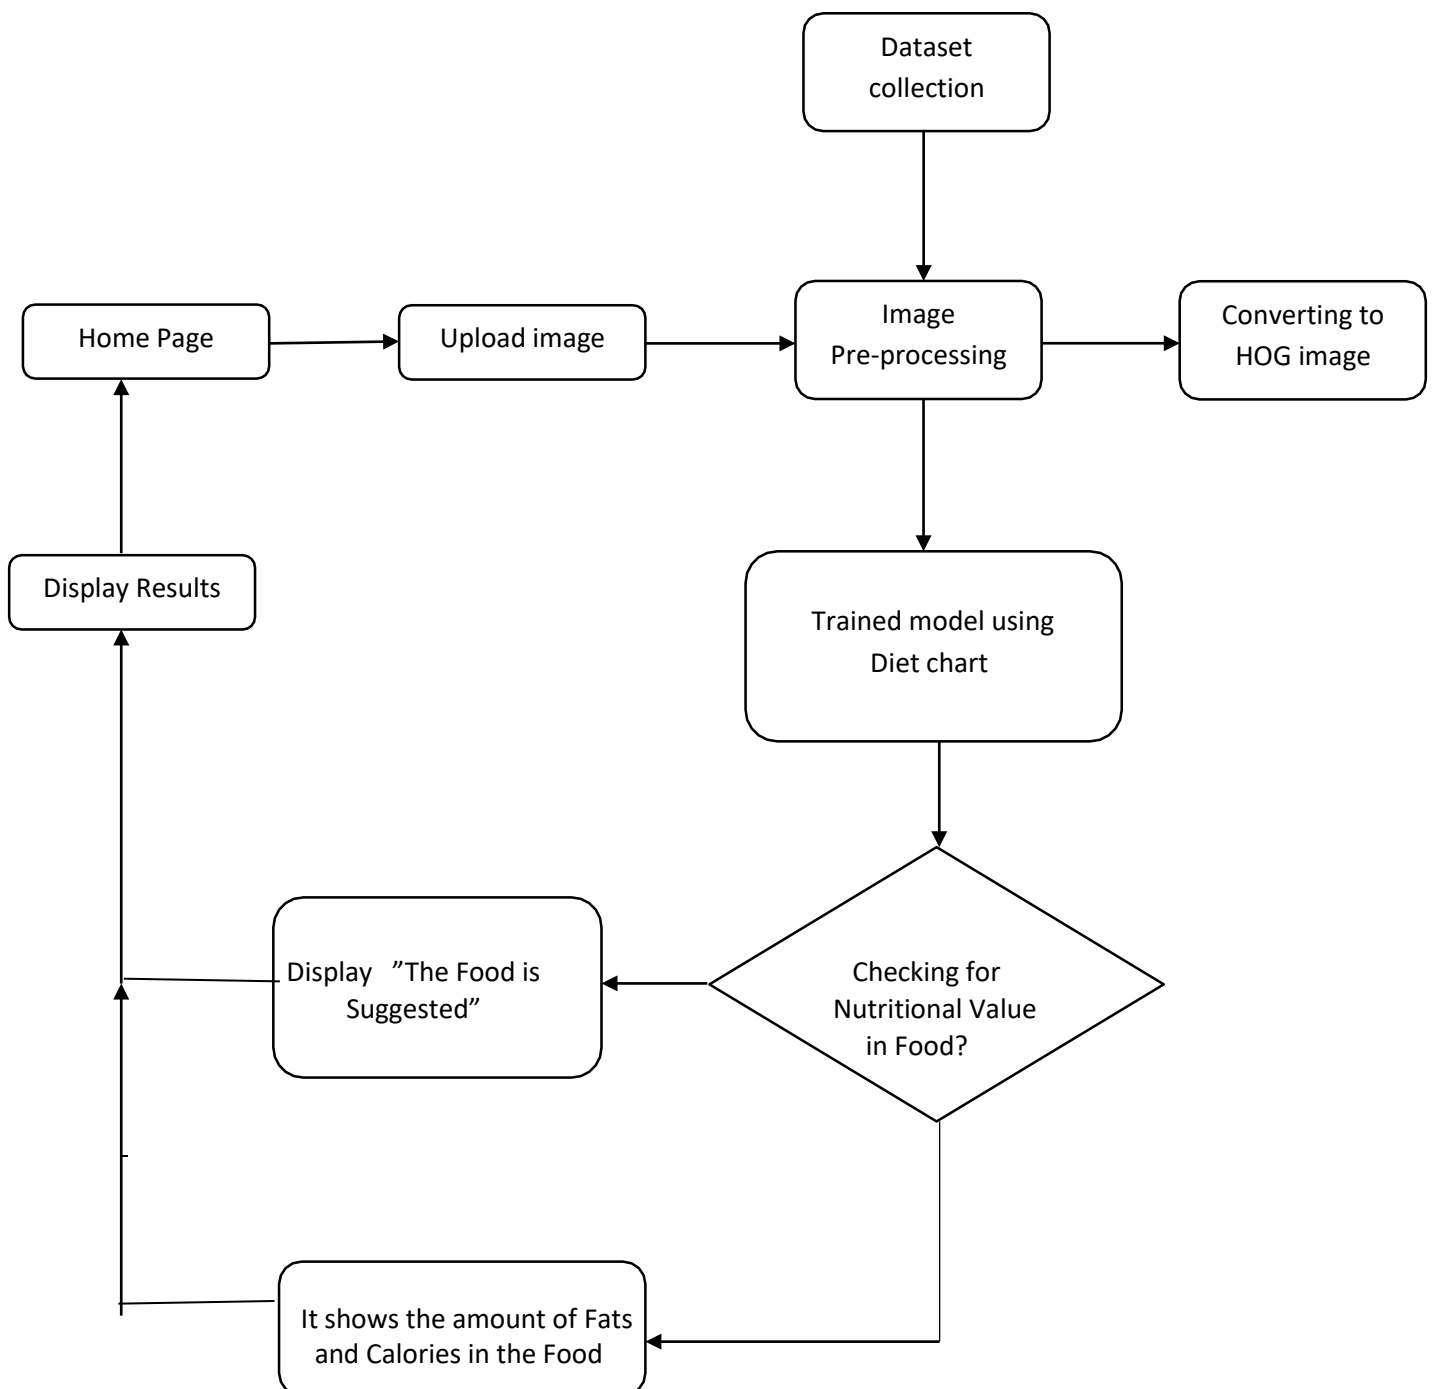 Dataset
collection
Home Page
Upload image
Image
Pre-processing
Converting to
HOG image
Display Results
Trained model using
Diet chart
Display ”The Food is
Suggested”
Checking for
Nutritional Value
in Food?
It shows the amount of Fats
and Calories in the Food